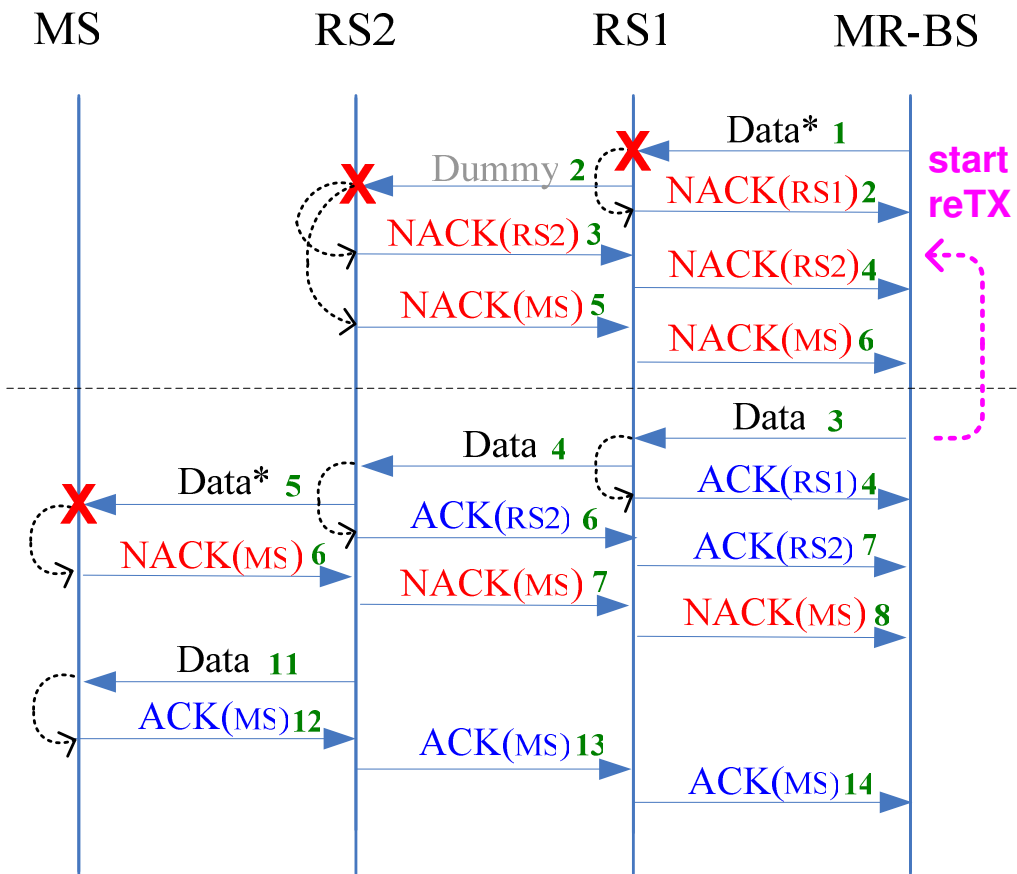 MS RS2 RS1 MR-BS
Data* 1
start
reTX
Dummy 2
NACK(RS1) 2
NACK(RS2) 3
NACK(RS2) 4
NACK(MS) 5
NACK(MS) 6
Data 3
Data 4
Data* 5
ACK(RS1) 4
ACK(RS2) 6
ACK(RS2) 7
NACK(MS) 6
NACK(MS) 7
NACK(MS) 8
Data 11
ACK(MS) 12
ACK(MS) 13
ACK(MS) 14
X
X
X